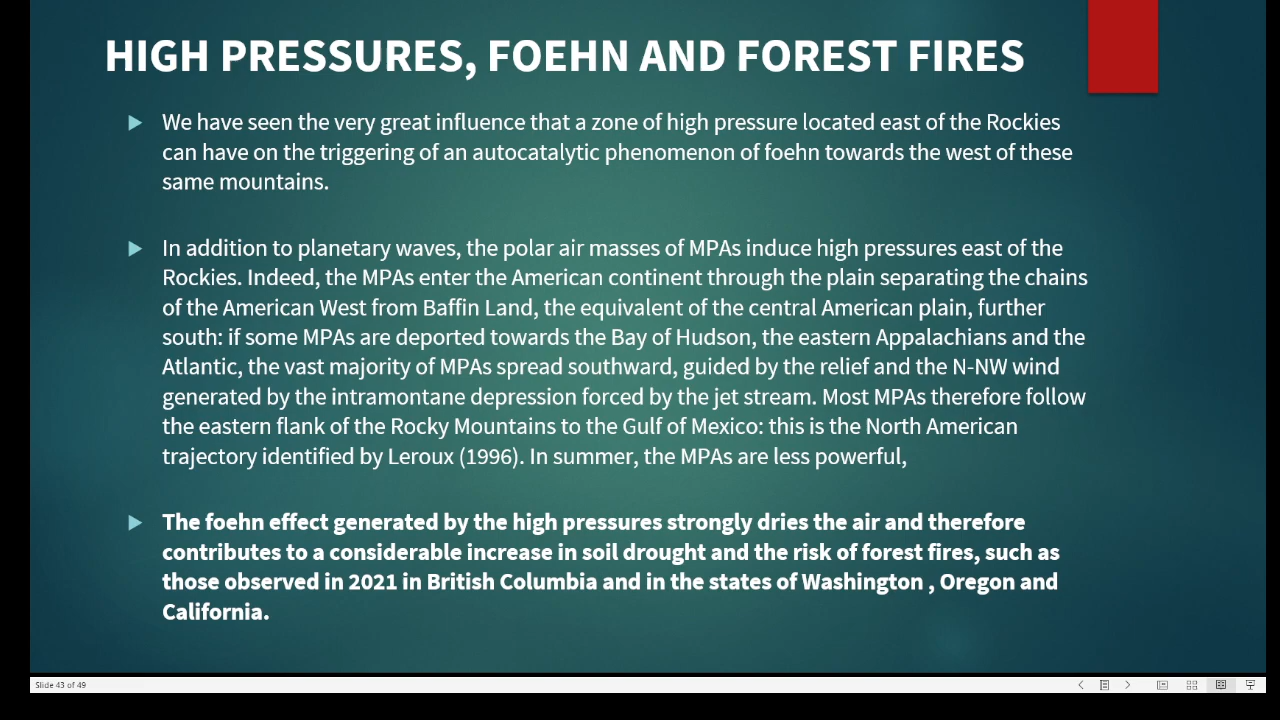 HIGH PRESSURES, FOEHN AND FOREST FIRES
We have seen the very great influence that a zone of high pressure located east of the Rockies
can have on the triggering of an autocatalytic phenomenon of foehn towards the west of these
same mountains.
In addition to planetary waves, the polar air masses of MPAs induce high pressures east of the
Rockies. Indeed, the MPAs enter the American continent through the plain separating the chains
of the American West from Baffin Land, the equivalent of the central American plain, further
south: if some MPAs are deported towards the Bay of Hudson, the eastern Appalachians and the
Atlantic, the vast majority of MPAs spread southward, guided by the relief and the N-NW wind
generated by the intramontane depression forced by the jet stream. Most MPAs therefore follow
the eastern flank of the Rocky Mountains to the Gulf of Mexico: this is the North American
trajectory identified by Leroux (1996). In summer, the MPAs are less powerful,
The foehn effect generated by the high pressures strongly dries the air and therefore
contributes to a considerable increase in soil drought and the risk of forest fires, such as
those observed in 2021 in British Columbia and in the states of Washington , Oregon and
California.
Slide 43 of 49